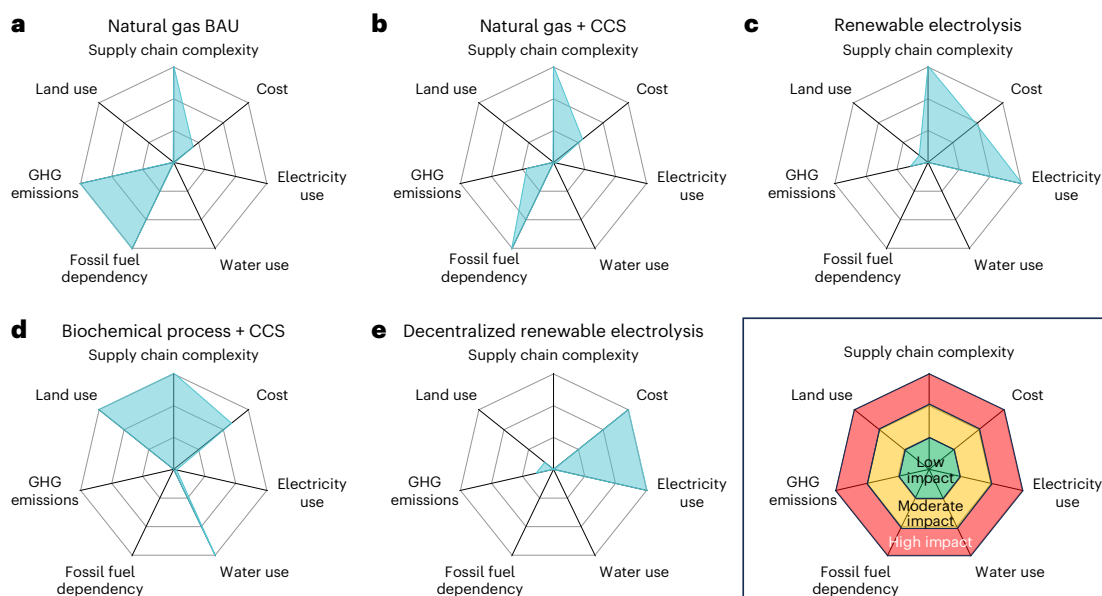 a
Natural gas BAU
Supply chain complexity
Land use
Cost
GHG
emissions
Electricity
use
Fossil fuel
dependency
Water use
b
Natural gas + CCS
Supply chain complexity
Land use
Cost
GHG
emissions
Electricity
use
Fossil fuel
dependency
Water use
c
Renewable electrolysis
Supply chain complexity
Land use
Cost
GHG
emissions
Electricity
use
Fossil fuel
dependency
Water use
d
Biochemical process + CCS
Supply chain complexity
Land use
Cost
GHG
emissions
Electricity
use
Fossil fuel
dependency
Water use
e
Decentralized renewable electrolysis
Supply chain complexity
Land use
Cost
GHG
emissions
Electricity
use
Fossil fuel
dependency
Water use
Supply chain complexity
Land use
Cost
Low
impact
GHG
emissions
Electricity
use
Moderate
impact
High impact
Fossil fuel
dependency
Water use